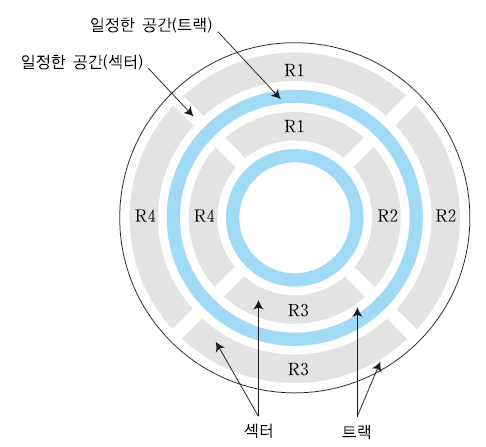 일정한 공간(트랙)
일정한 공간(섹터)
R1
R1
R4
R4
R2
R2
R3
R3
섹터
트랙